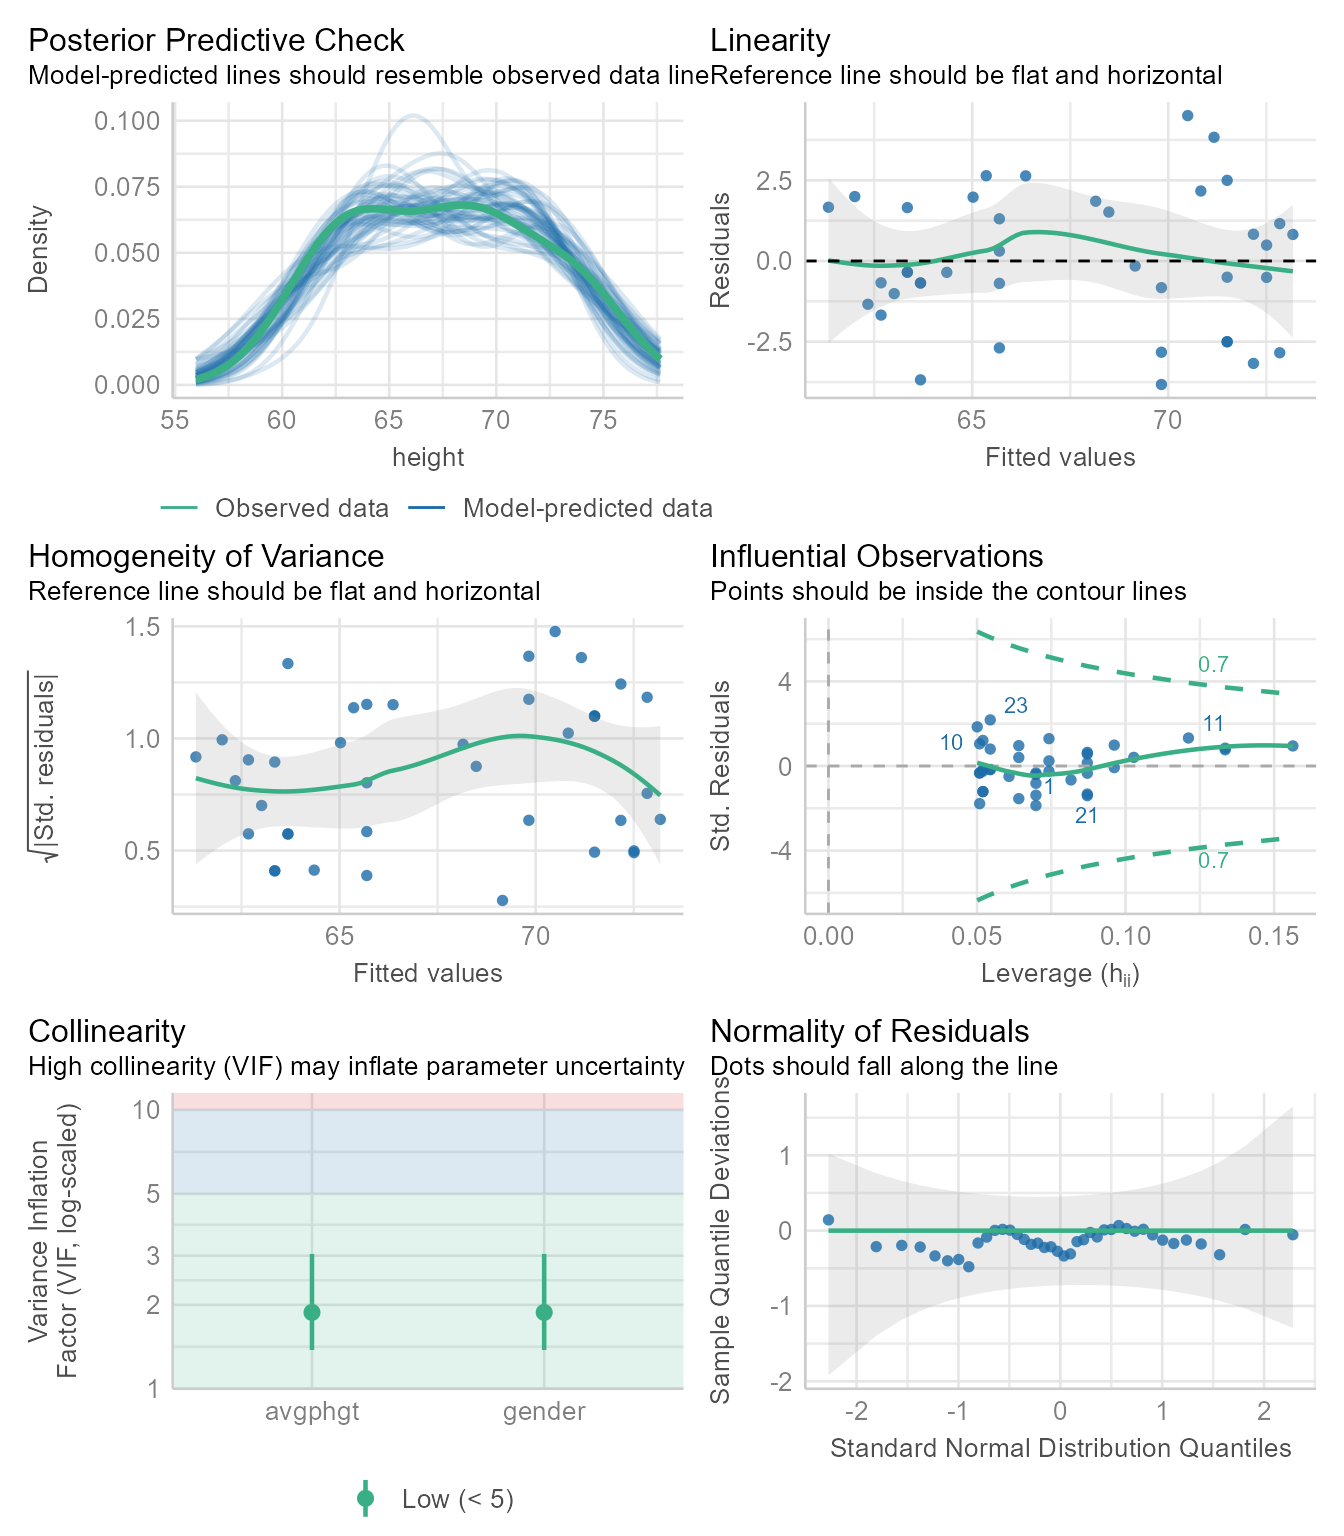 Posterior Predictive Check
Model-predicted lines should resemble observed data line
Density
0.100
0.075
0.050
0.025
0.000
55 60 65 70 75
height
Observed data Model-predicted data
Linearity
Reference line should be flat and horizontal
Residuals
2.5
0.0
-2.5
65 70
Fitted values
Homogeneity of Variance
Reference line should be flat and horizontal
√|Std. residuals|
1.5
1.0
0.5
65 70
Fitted values
Influential Observations
Points should be inside the contour lines
Std. Residuals
4
0
-4
0.7
23
11
10
1
21
0.7
0.00 0.05 0.10 0.15
Leverage (hii)
Collinearity
High collinearity (VIF) may inflate parameter uncertainty
Variance Inflation
Factor (VIF, log-scaled)
10
5
3
2
1
avgphgt gender
Low (< 5)
Normality of Residuals
Dots should fall along the line
Sample Quantile Deviations
1
0
-1
-2
-2 -1 0 1 2
Standard Normal Distribution Quantiles